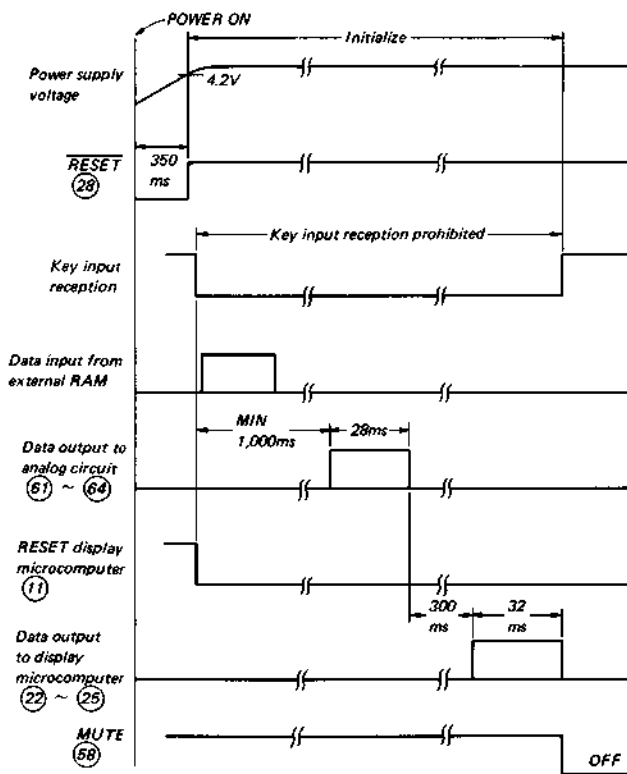 POWER ON
Initialize
Power supply
voltage
4.2V
RESET
28
350
ms
Key input reception prohibited
Key input
reception
Data input from
external RAM
MIN
1,000ms
28ms
Data output to
analog circuit
61 ~ 64
RESET display
microcomputer
11
300
ms
32
ms
Data output
to display
microcomputer
22 ~ 25
MUTE
58
OFF